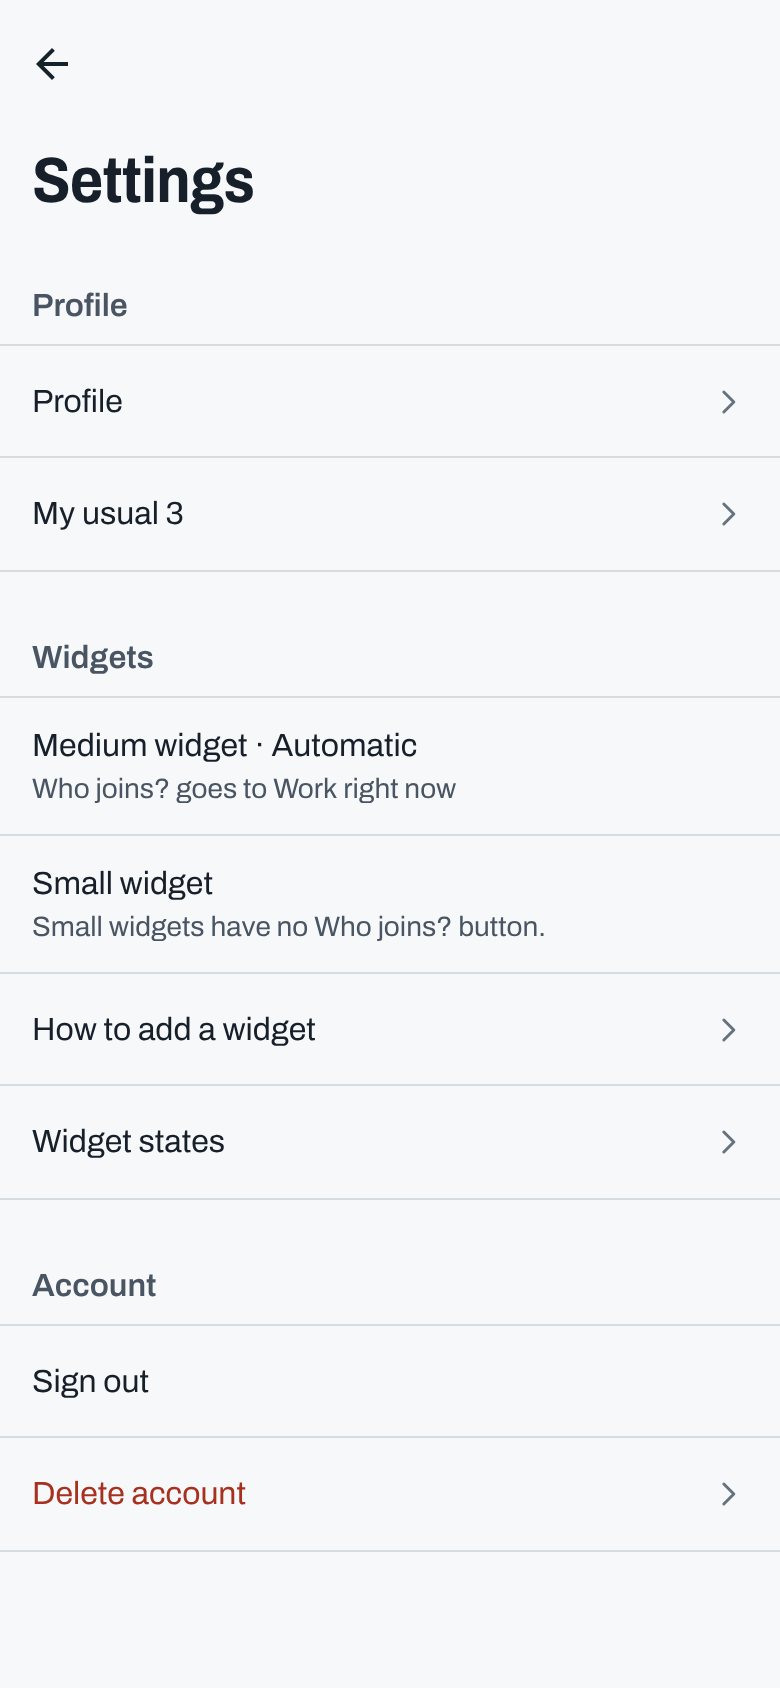 Settings
Profile
Profile
My usual 3
Widgets
Medium widget · Automatic
Who joins? goes to Work right now
Small widget
Small widgets have no Who joins? button.
How to add a widget
Widget states
Account
Sign out
Delete account